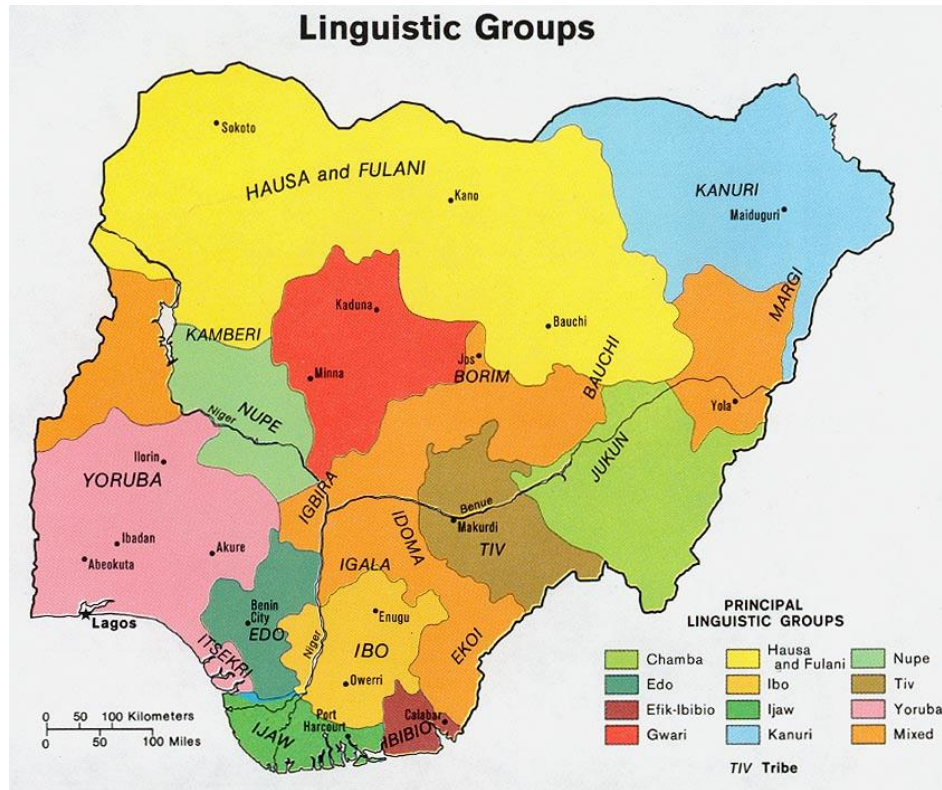 Linguistic Groups
Sokoto
HAUSA and FULANI
Kano
KANURI
Maiduguri
MARGI
Kaduna
KAMBERI
Bauchi
BAUCHI
Jos
BORIM
Minna
Yola
Niger
NUPE
JUKUN
Ilorin
YORUBA
IGBIRA
Benue
Makurdi
IDOMA
TIV
Ibadan
Akure
Abeokuta
IGALA
Benin
City
EDO
Enugu
Lagos
Niger
IBO
EKOI
ITSEKRI
Owerri
Port
Harcourt
IJAW
Calabar
IBIBIO
0 50 100 Kilometers
0 50 100 Miles
PRINCIPAL
LINGUISTIC GROUPS
Chamba
Edo
Efik-Ibibio
Gwari
Hausa
and Fulani
Ibo
Ijaw
Kanuri
Nupe
Tiv
Yoruba
Mixed
TIV Tribe